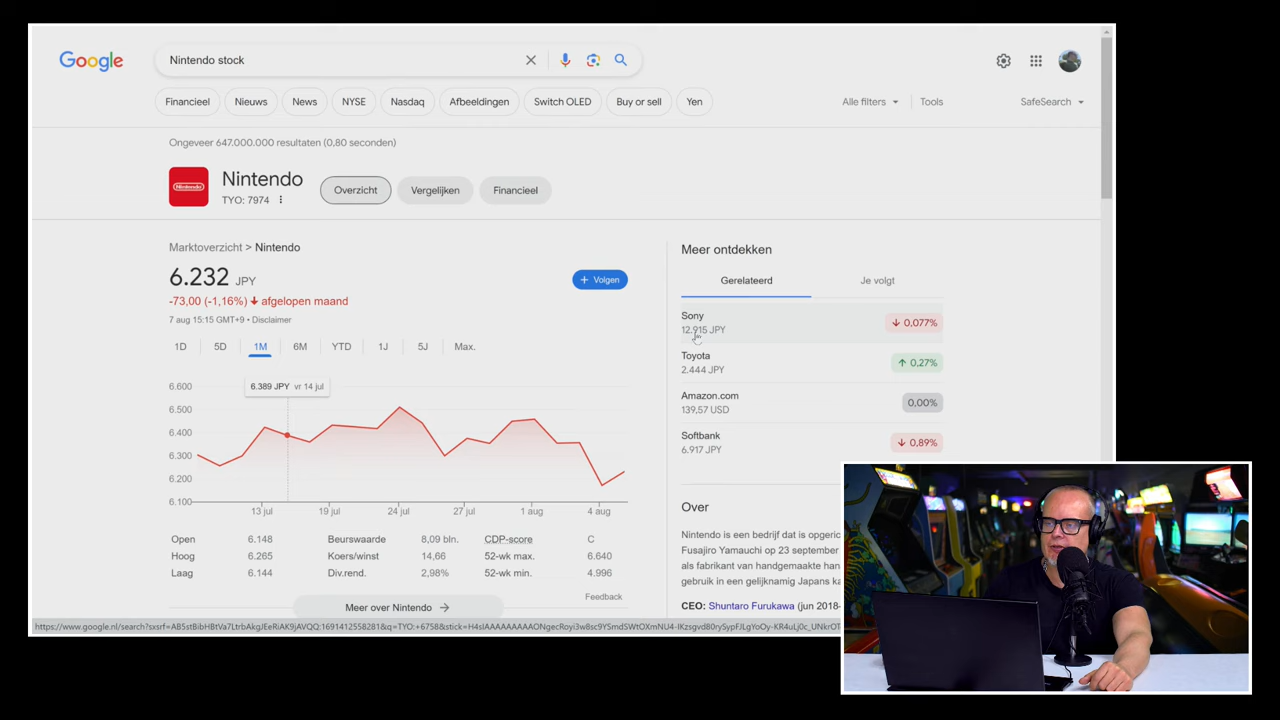 Google
Nintendo stock
Financieel
Nieuws
News
NYSE
Nasdaq
Afbeeldingen
Switch OLED
Buy or sell
Yen
Alle filters
Tools
SafeSearch
Ongeveer 647.000.000 resultaten (0,80 seconden)
Nintendo
Nintendo
TYO: 7974
Overzicht
Vergelijken
Financieel
Marktoverzicht > Nintendo
6.232 JPY
+ Volgen
-73,00 (-1,16%) ↓ afgelopen maand
7 aug 15:15 GMT+9 • Disclaimer
1D 5D 1M 6M YTD 1J 5J Max.
6.389 JPY vr 14 jul
6.600
6.500
6.400
6.300
6.200
6.100
13 jul 19 jul 24 jul 27 jul 1 aug 4 aug
Open 6.148 Beurswaarde 8,09 bln. CDP-score C
Hoog 6.265 Koers/winst 14,66 52-wk max. 6.640
Laag 6.144 Div.rend. 2,98% 52-wk min. 4.996
Feedback
Meer over Nintendo →
Meer ontdekken
Gerelateerd Je volgt
Sony
12.915 JPY
↓ 0,077%
Toyota
2.444 JPY
↑ 0,27%
Amazon.com
139,57 USD
0,00%
Softbank
6.917 JPY
↓ 0,89%
Over
Nintendo is een bedrijf dat is opgeric
Fusajiro Yamauchi op 23 september
als fabrikant van handgemaakte han
gebruik in een gelijknamig Japans ka
CEO: Shuntaro Furukawa (jun 2018-